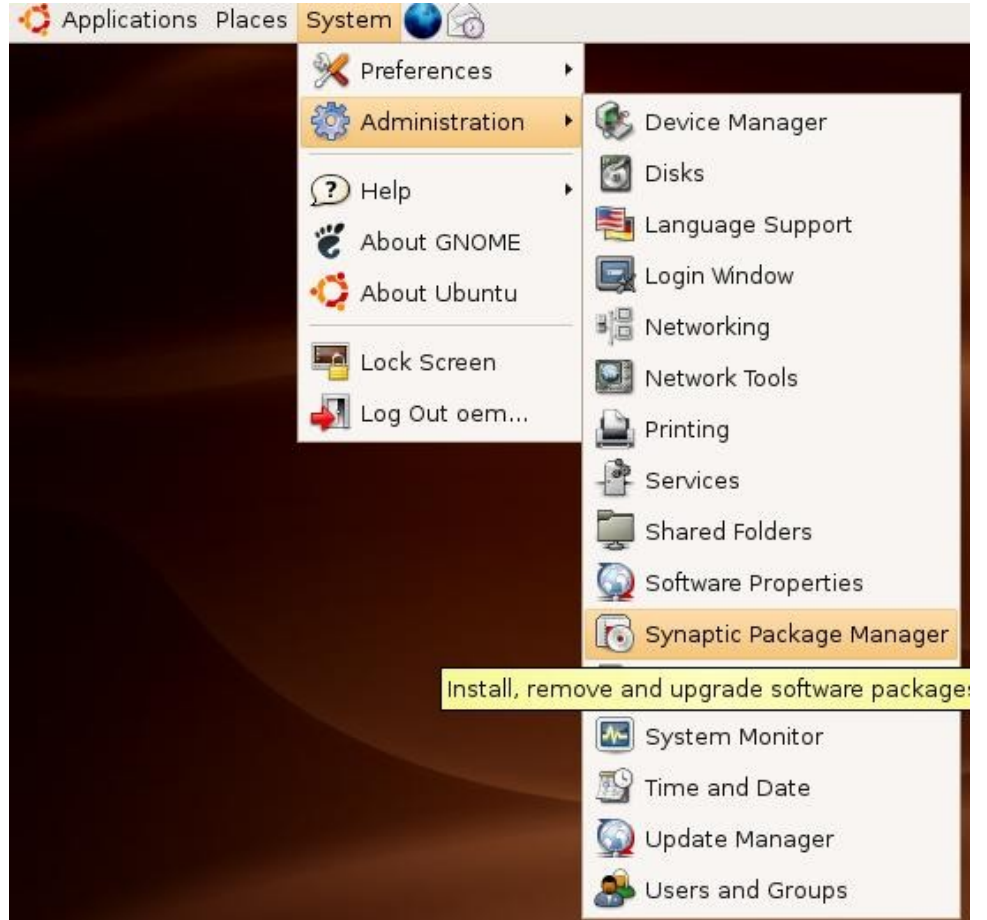 Applications Places System
Preferences
Administration
Help
About GNOME
About Ubuntu
Lock Screen
Log Out oem...
Device Manager
Disks
Language Support
Login Window
Networking
Network Tools
Printing
Services
Shared Folders
Software Properties
Synaptic Package Manager
Install, remove and upgrade software packages
System Monitor
Time and Date
Update Manager
Users and Groups